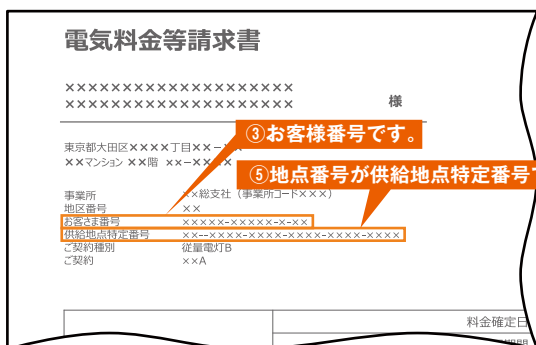 電気料金等請求書
××××××××××××××××××××
×××××××××××××××××××× 様
東京都大田区××××丁目××－
××マンション ××階 ××－××××
③お客様番号です。
⑤地点番号が供給地点特定番号
事業所 ××総支社（事業所コード×××）
地区番号 ××
お客さま番号 ×××××-×××××-×-××
供給地点特定番号 ××--××××-××××-××××-××××-××××
ご契約種別 従量電灯B
ご契約 ××A
料金確定日